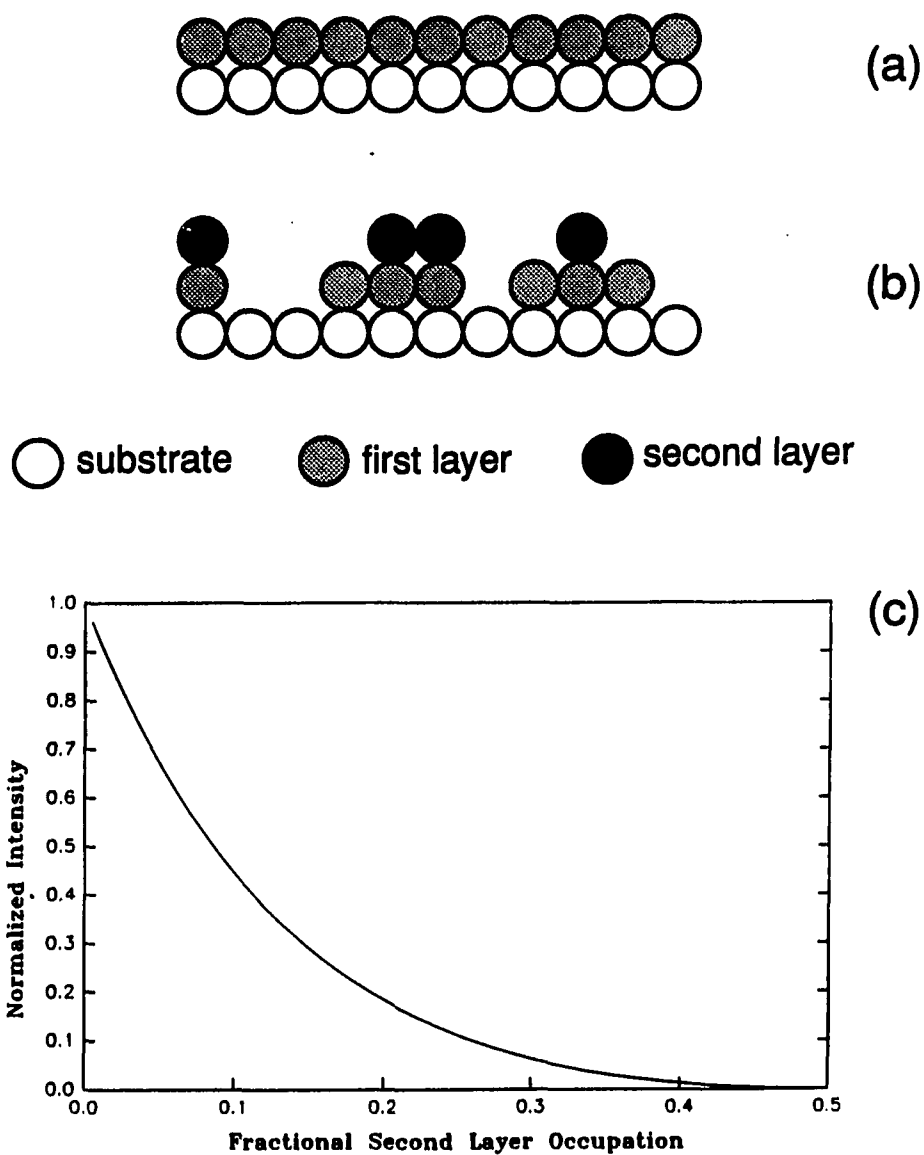 (a)
(b)
substrate first layer second layer
(c)
1.0
0.9
0.8
0.7
0.6
0.5
0.4
0.3
0.2
0.1
0.0
0.0 0.1 0.2 0.3 0.4 0.5
Normalized Intensity
Fractional Second Layer Occupation